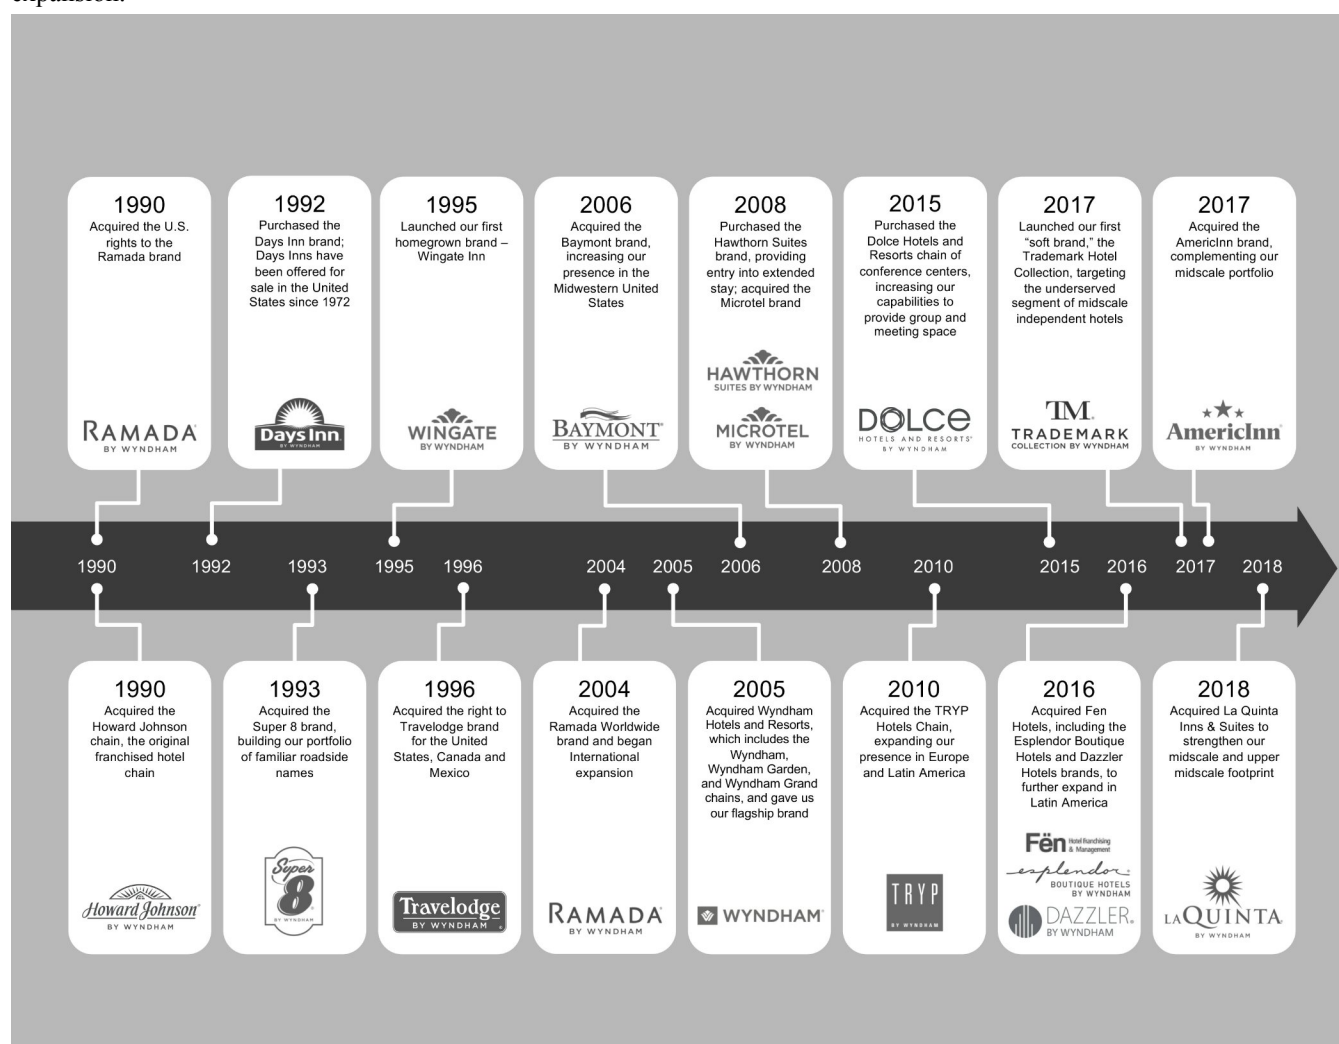 expansion.
1990
Acquired the U.S.
rights to the
Ramada brand
RAMADA®
BY WYNDHAM
1992
Purchased the
Days Inn brand;
Days Inns have
been offered for
sale in the United
States since 1972
Days Inn®
BY WYNDHAM
1995
Launched our first
homegrown brand –
Wingate Inn
WINGATE
BY WYNDHAM
2006
Acquired the
Baymont brand,
increasing our
presence in the
Midwestern United
States
BAYMONT®
BY WYNDHAM
2008
Purchased the
Hawthorn Suites
brand, providing
entry into extended
stay; acquired the
Microtel brand
HAWTHORN
SUITES BY WYNDHAM
MICROTEL
BY WYNDHAM
2015
Purchased the
Dolce Hotels and
Resorts chain of
conference centers,
increasing our
capabilities to
provide group and
meeting space
DOLCE
HOTELS AND RESORTS®
BY WYNDHAM
2017
Launched our first
“soft brand,” the
Trademark Hotel
Collection, targeting
the underserved
segment of midscale
independent hotels
TM®
TRADEMARK
COLLECTION BY WYNDHAM
2017
Acquired the
AmericInn brand,
complementing our
midscale portfolio
AmericInn®
BY WYNDHAM
1990 1992 1993 1995 1996 2004 2005 2006 2008 2010 2015 2016 2017 2018
1990
Acquired the
Howard Johnson
chain, the original
franchised hotel
chain
Howard Johnson®
BY WYNDHAM
1993
Acquired the
Super 8 brand,
building our portfolio
of familiar roadside
names
Super
8®
BY WYNDHAM
1996
Acquired the right to
Travelodge brand
for the United
States, Canada and
Mexico
Travelodge
BY WYNDHAM ®
2004
Acquired the
Ramada Worldwide
brand and began
International
expansion
RAMADA®
BY WYNDHAM
2005
Acquired Wyndham
Hotels and Resorts,
which includes the
Wyndham,
Wyndham Garden,
and Wyndham Grand
chains, and gave us
our flagship brand
WYNDHAM®
2010
Acquired the TRYP
Hotels Chain,
expanding our
presence in Europe
and Latin America
TRYP
BY WYNDHAM
2016
Acquired Fen
Hotels, including the
Esplendor Boutique
Hotels and Dazzler
Hotels brands, to
further expand in
Latin America
Fën Hotel franchising
& Management
esplendor®
BOUTIQUE HOTELS
BY WYNDHAM
DAZZLER®
BY WYNDHAM
2018
Acquired La Quinta
Inns & Suites to
strengthen our
midscale and upper
midscale footprint
LAQUINTA®
BY WYNDHAM